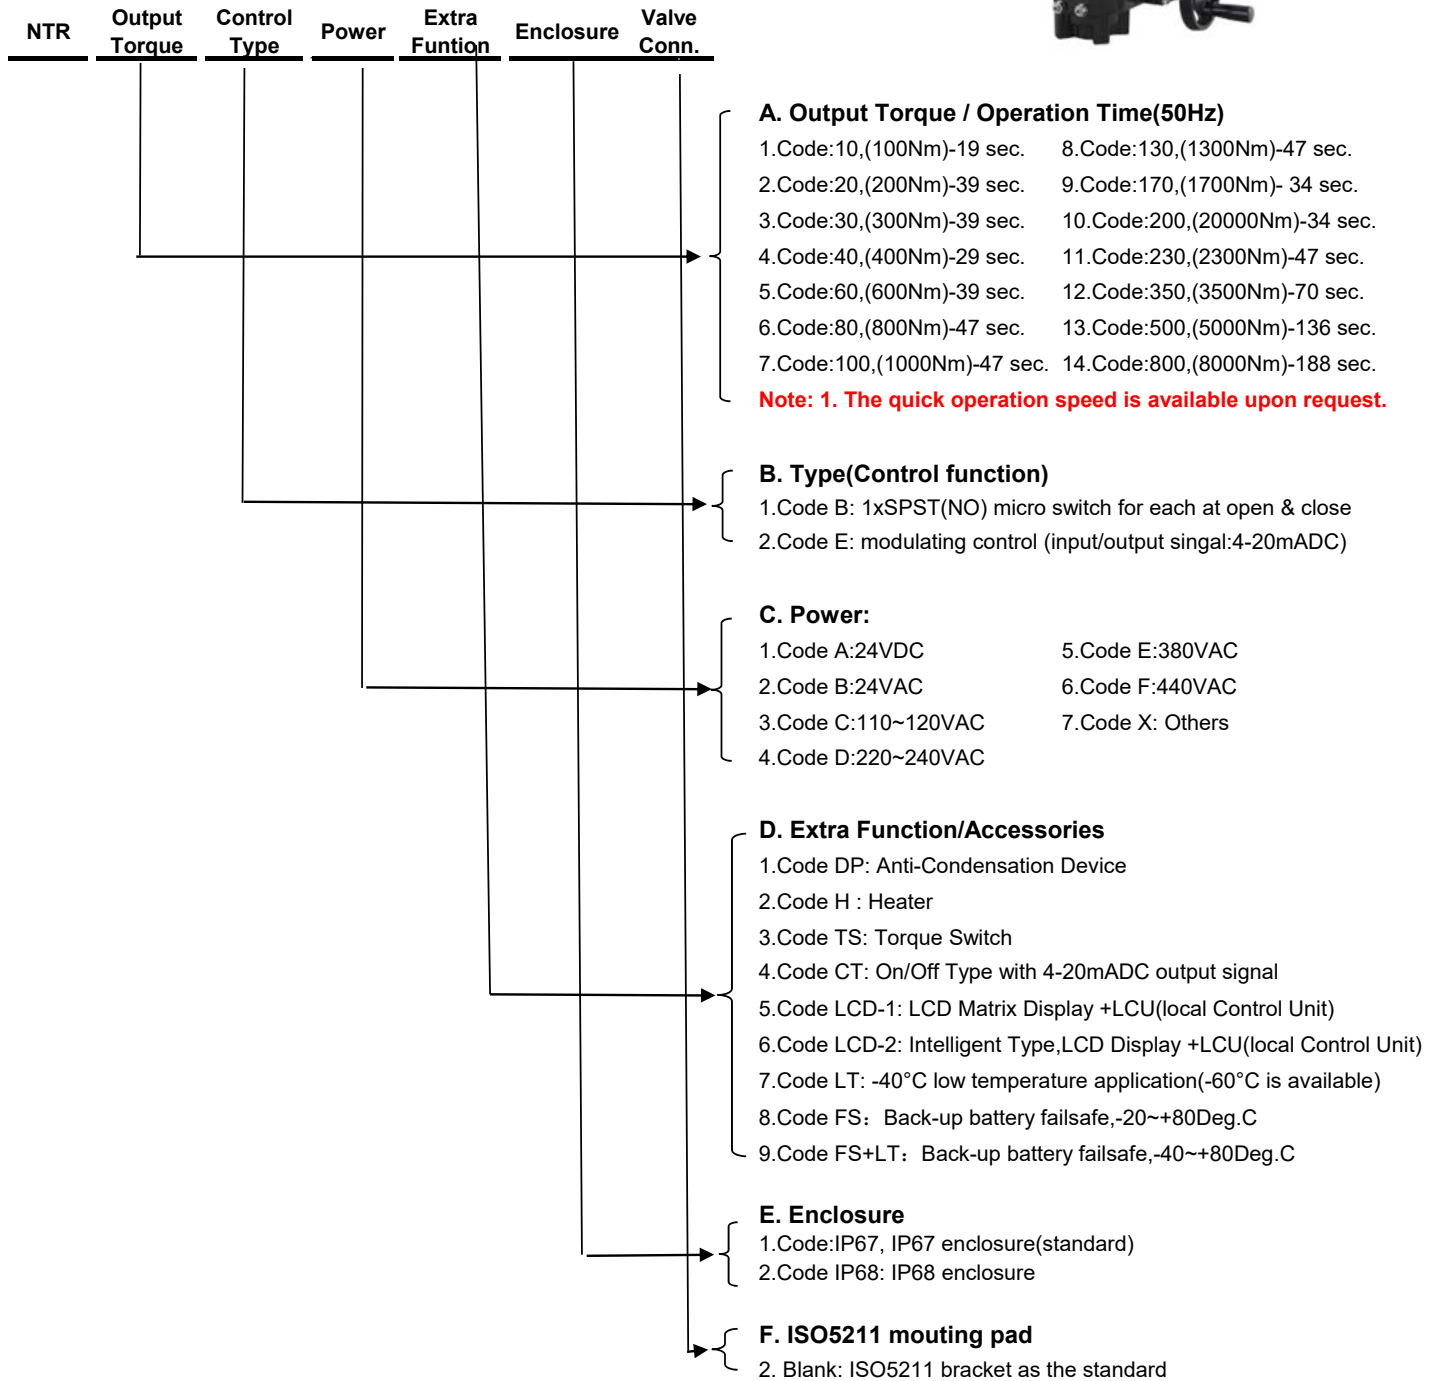 NTR
Output Torque
Control Type
Power
Extra Funtion
Enclosure
Valve Conn.
A. Output Torque / Operation Time(50Hz)
1.Code:10,(100Nm)-19 sec.
2.Code:20,(200Nm)-39 sec.
3.Code:30,(300Nm)-39 sec.
4.Code:40,(400Nm)-29 sec.
5.Code:60,(600Nm)-39 sec.
6.Code:80,(800Nm)-47 sec.
7.Code:100,(1000Nm)-47 sec.
8.Code:130,(1300Nm)-47 sec.
9.Code:170,(1700Nm)- 34 sec.
10.Code:200,(20000Nm)-34 sec.
11.Code:230,(2300Nm)-47 sec.
12.Code:350,(3500Nm)-70 sec.
13.Code:500,(5000Nm)-136 sec.
14.Code:800,(8000Nm)-188 sec.
Note: 1. The quick operation speed is available upon request.
B. Type(Control function)
1.Code B: 1xSPST(NO) micro switch for each at open & close
2.Code E: modulating control (input/output singal:4-20mADC)
C. Power:
1.Code A:24VDC
2.Code B:24VAC
3.Code C:110~120VAC
4.Code D:220~240VAC
5.Code E:380VAC
6.Code F:440VAC
7.Code X: Others
D. Extra Function/Accessories
1.Code DP: Anti-Condensation Device
2.Code H : Heater
3.Code TS: Torque Switch
4.Code CT: On/Off Type with 4-20mADC output signal
5.Code LCD-1: LCD Matrix Display +LCU(local Control Unit)
6.Code LCD-2: Intelligent Type,LCD Display +LCU(local Control Unit)
7.Code LT: -40°C low temperature application(-60°C is available)
8.Code FS：Back-up battery failsafe,-20~+80Deg.C
9.Code FS+LT：Back-up battery failsafe,-40~+80Deg.C
E. Enclosure
1.Code:IP67, IP67 enclosure(standard)
2.Code IP68: IP68 enclosure
F. ISO5211 mouting pad
2. Blank: ISO5211 bracket as the standard